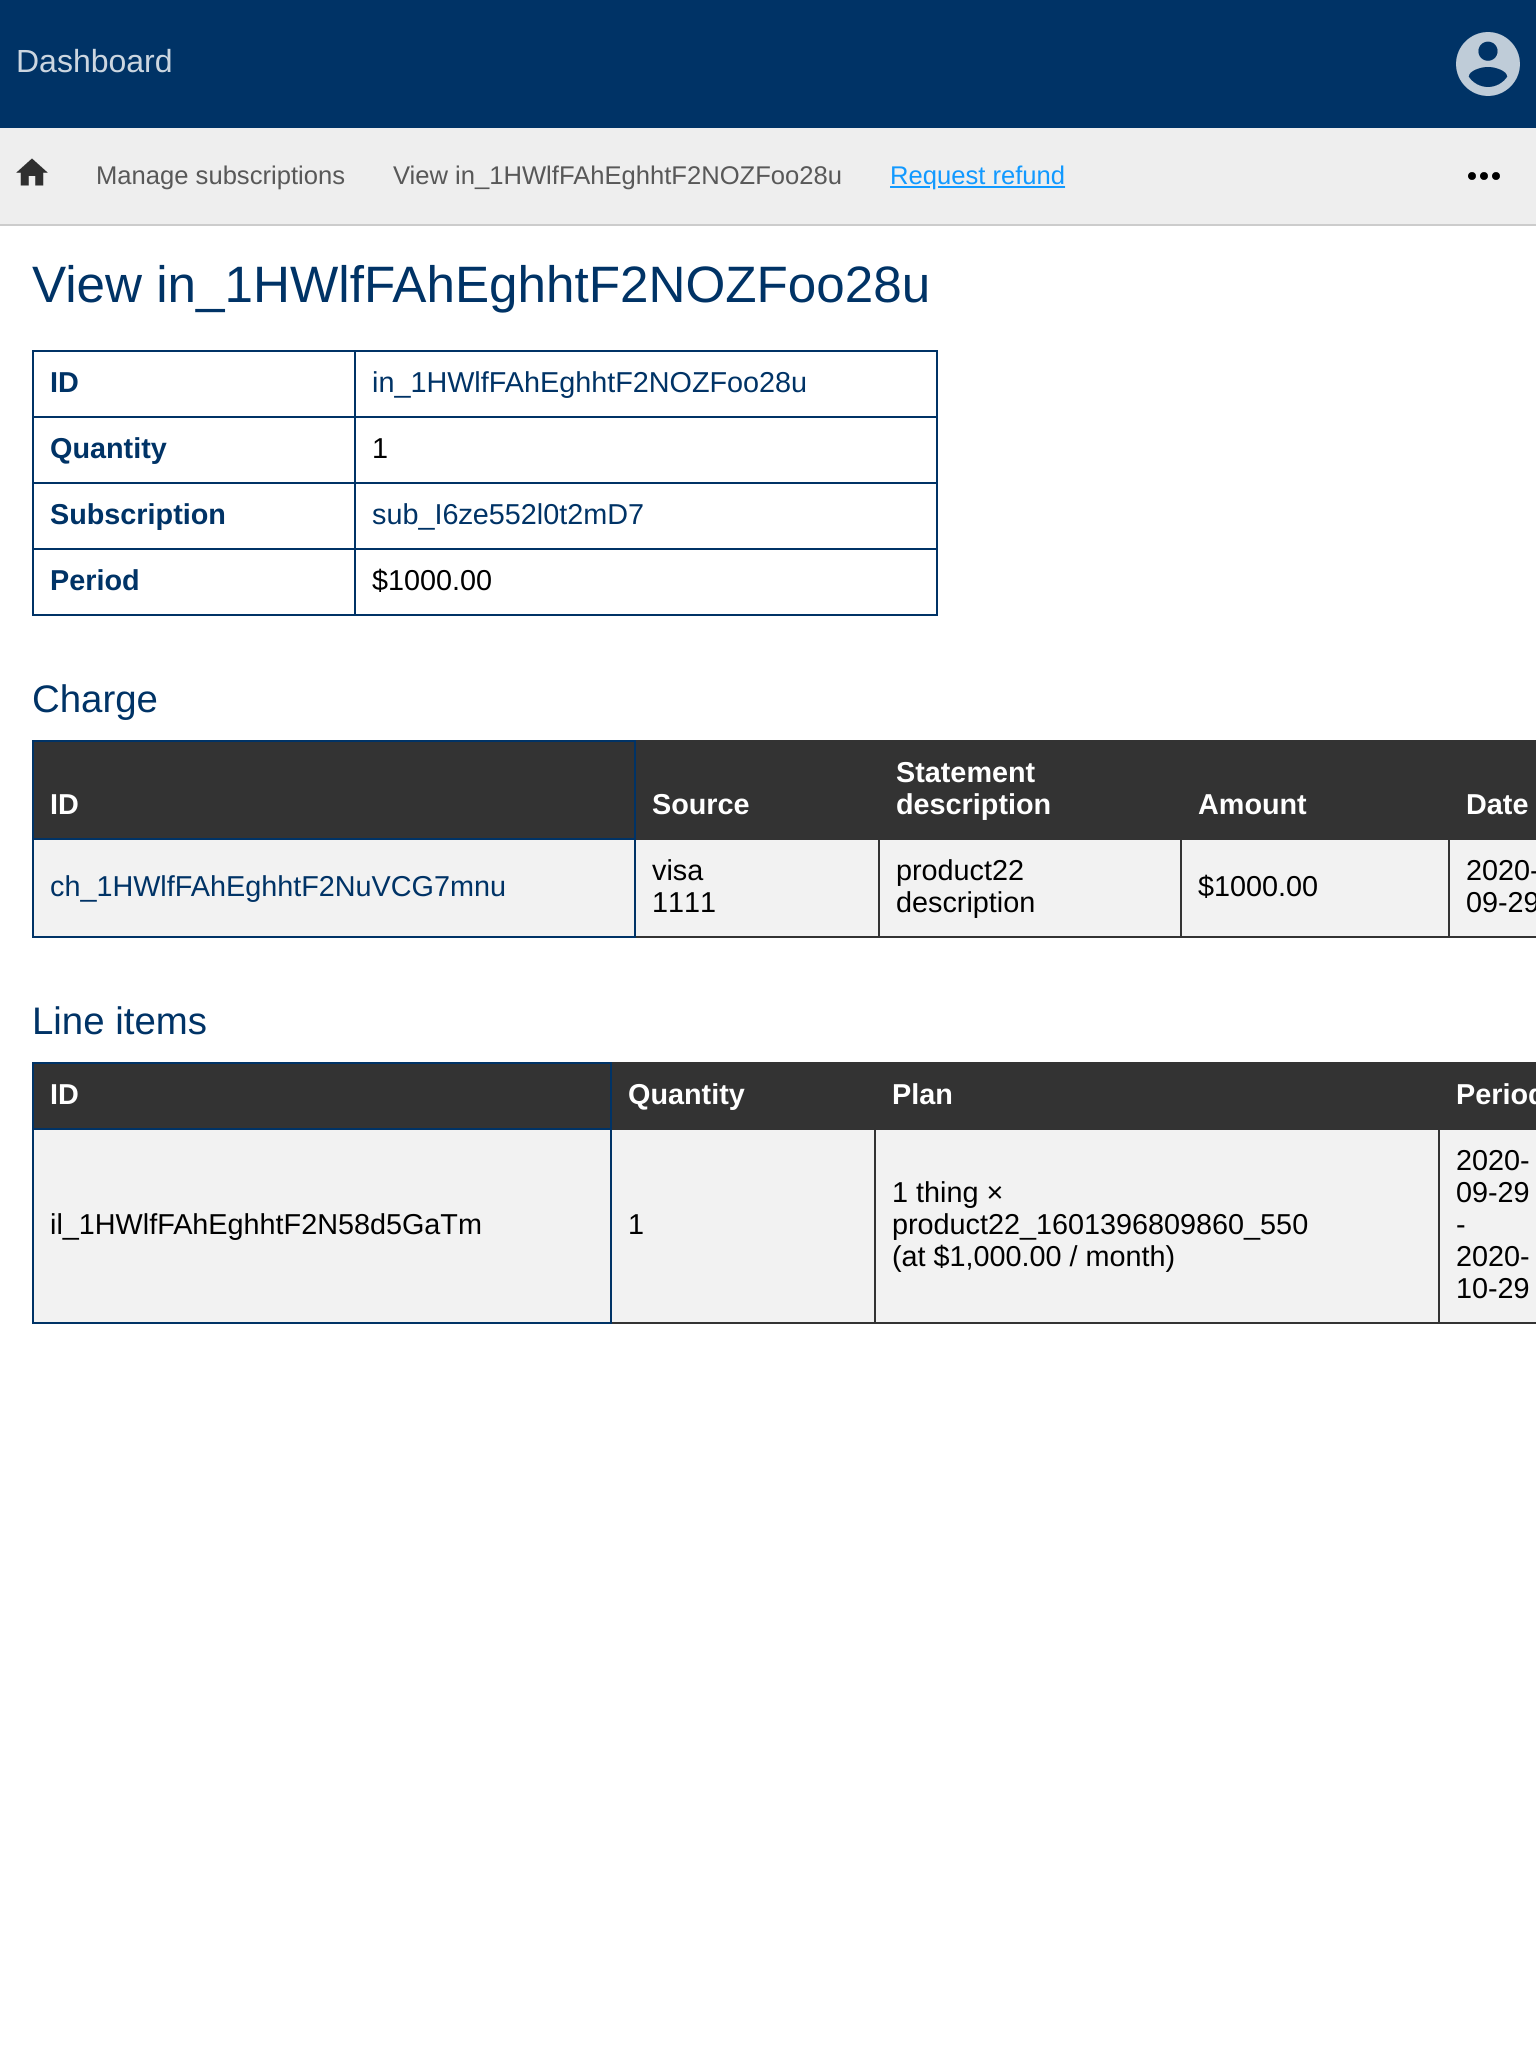 Dashboard
Manage subscriptions View in_1HWlfFAhEghhtF2NOZFoo28u Request refund
View in_1HWlfFAhEghhtF2NOZFoo28u
ID in_1HWlfFAhEghhtF2NOZFoo28u
Quantity 1
Subscription sub_I6ze552l0t2mD7
Period $1000.00
Charge
ID Source Statement description Amount Date
ch_1HWlfFAhEghhtF2NuVCG7mnu visa 1111 product22 description $1000.00 2020-09-29
Line items
ID Quantity Plan Period
il_1HWlfFAhEghhtF2N58d5GaTm 1 1 thing × product22_1601396809860_550 (at $1,000.00 / month) 2020-09-29 - 2020-10-29